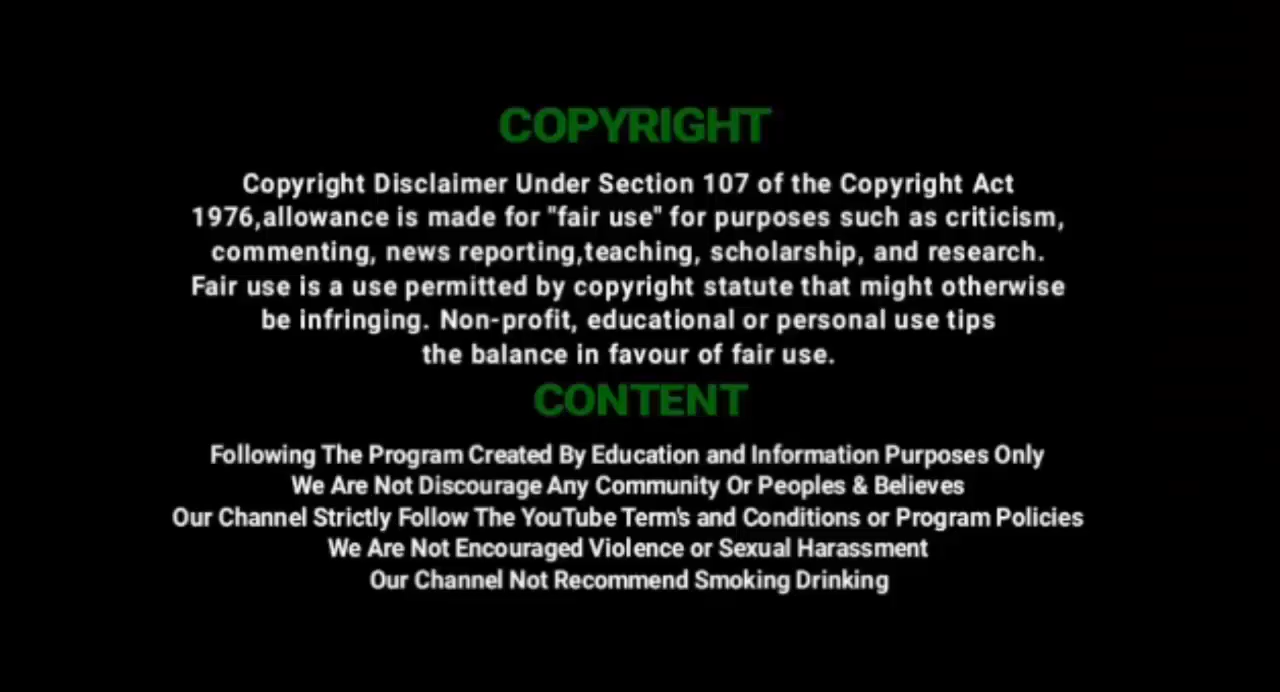 COPYRIGHT
Copyright Disclaimer Under Section 107 of the Copyright Act
1976,allowance is made for "fair use" for purposes such as criticism,
commenting, news reporting,teaching, scholarship, and research.
Fair use is a use permitted by copyright statute that might otherwise
be infringing. Non-profit, educational or personal use tips
the balance in favour of fair use.
CONTENT
Following The Program Created By Education and Information Purposes Only
We Are Not Discourage Any Community Or Peoples & Believes
Our Channel Strictly Follow The YouTube Term's and Conditions or Program Policies
We Are Not Encouraged Violence or Sexual Harassment
Our Channel Not Recommend Smoking Drinking